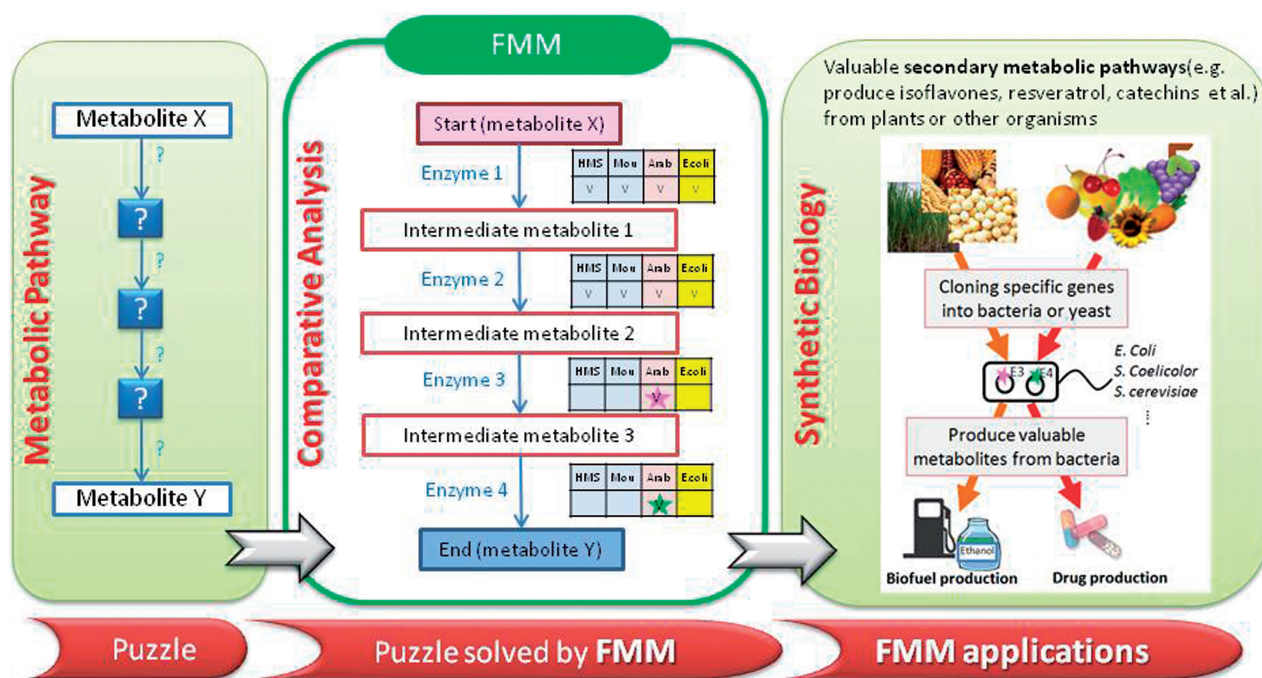 Metabolic Pathway
Metabolite X
?
?
?
?
?
?
?
Metabolite Y
FMM
Comparative Analysis
Start (metabolite X)
Enzyme 1
HMS Mou Arab Ecoli
V V V V
Intermediate metabolite 1
Enzyme 2
HMS Mou Arab Ecoli
V V V V
Intermediate metabolite 2
Enzyme 3
HMS Mou Arab Ecoli
V
Intermediate metabolite 3
Enzyme 4
HMS Mou Arab Ecoli
V
End (metabolite Y)
Synthetic Biology
Valuable secondary metabolic pathways(e.g.
produce isoflavones, resveratrol, catechins et al.)
from plants or other organisms
Cloning specific genes
into bacteria or yeast
E3 E4
E. Coli
S. Coelicolor
S. cerevisiae
...
Produce valuable
metabolites from bacteria
Ethanol
Biofuel production
Drug production
Puzzle
Puzzle solved by FMM
FMM applications